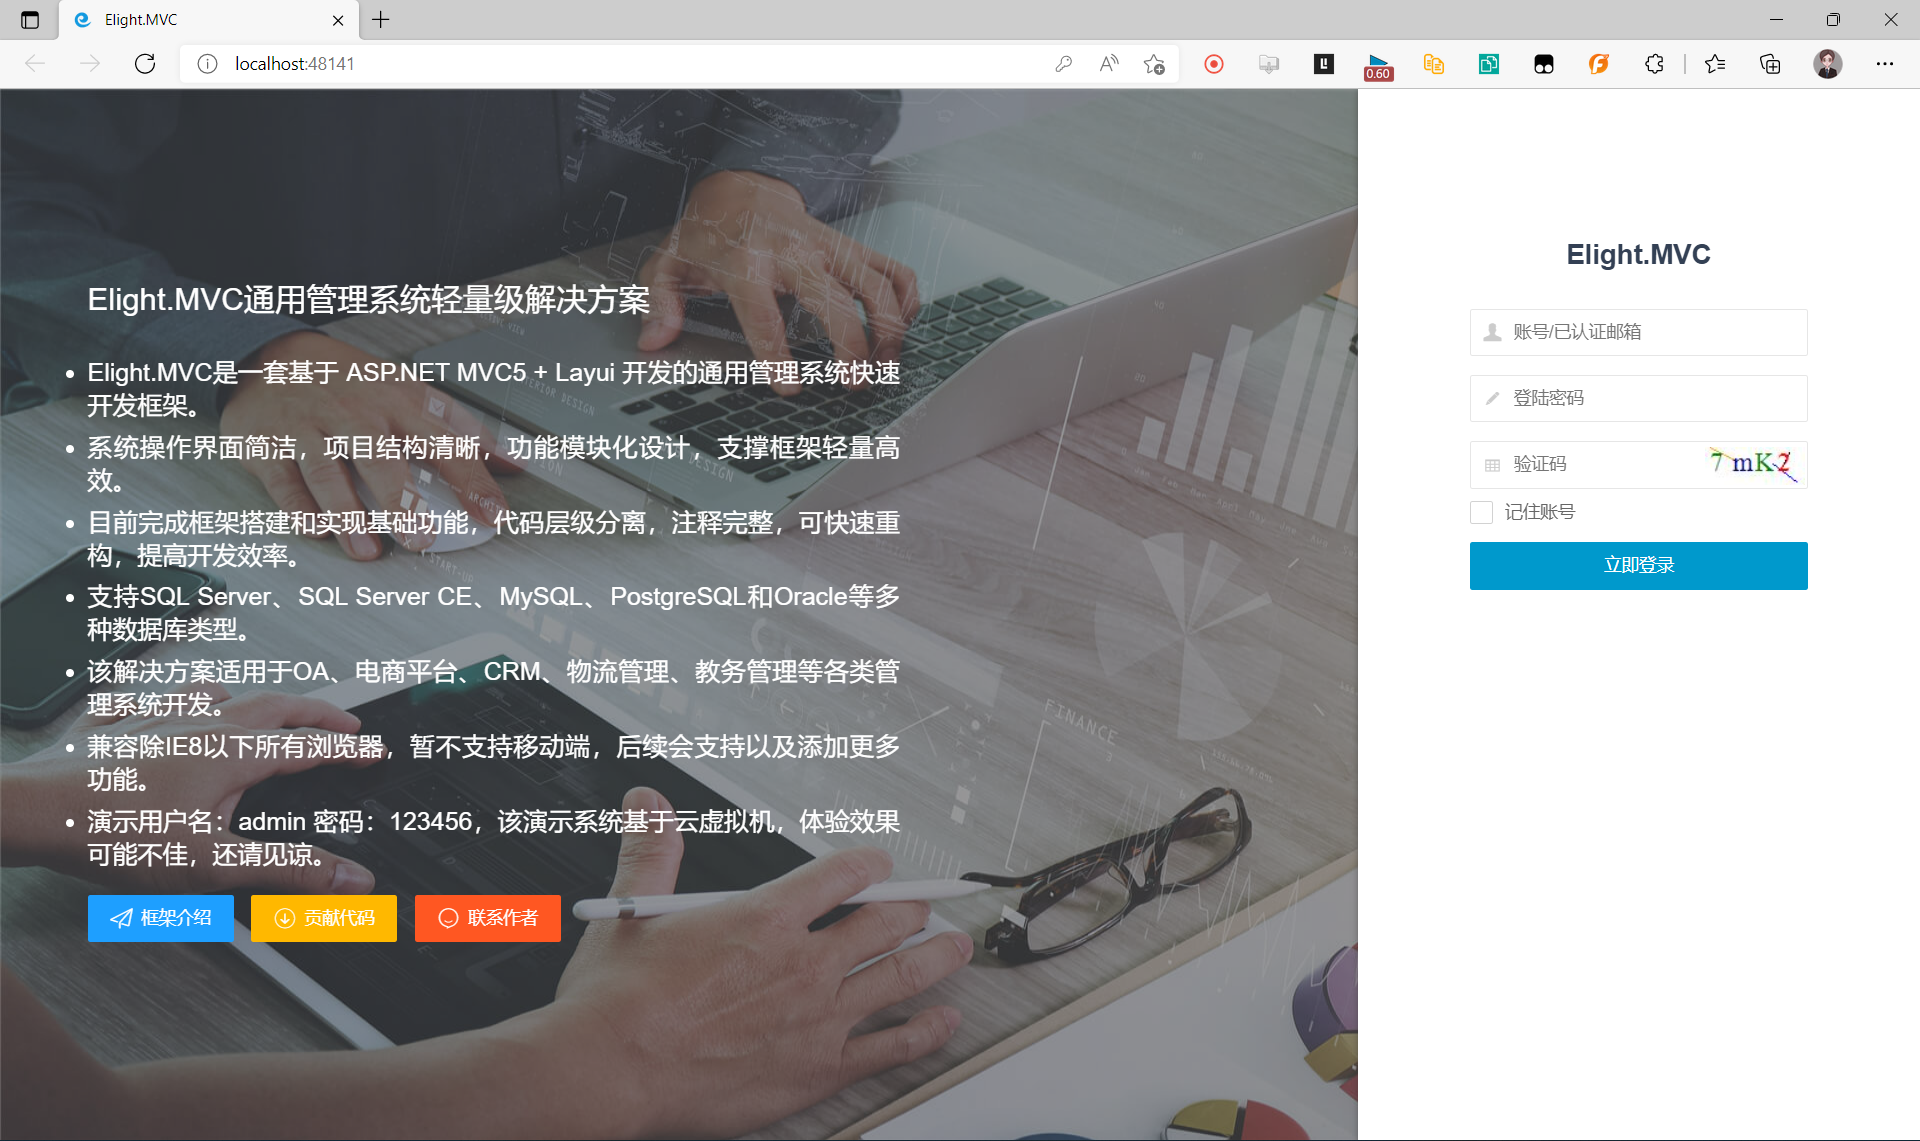 Elight.MVC
localhost:48141
0.60
Elight.MVC通用管理系统轻量级解决方案
Elight.MVC是一套基于 ASP.NET MVC5 + Layui 开发的通用管理系统快速
开发框架。
系统操作界面简洁，项目结构清晰，功能模块化设计，支撑框架轻量高
效。
目前完成框架搭建和实现基础功能，代码层级分离，注释完整，可快速重
构，提高开发效率。
支持SQL Server、SQL Server CE、MySQL、PostgreSQL和Oracle等多
种数据库类型。
该解决方案适用于OA、电商平台、CRM、物流管理、教务管理等各类管
理系统开发。
兼容除IE8以下所有浏览器，暂不支持移动端，后续会支持以及添加更多
功能。
演示用户名：admin 密码：123456，该演示系统基于云虚拟机，体验效果
可能不佳，还请见谅。
框架介绍
贡献代码
联系作者
FINANCE
START-UP
DESIGN
Elight.MVC
账号/已认证邮箱
登陆密码
验证码
7mK2
记住账号
立即登录